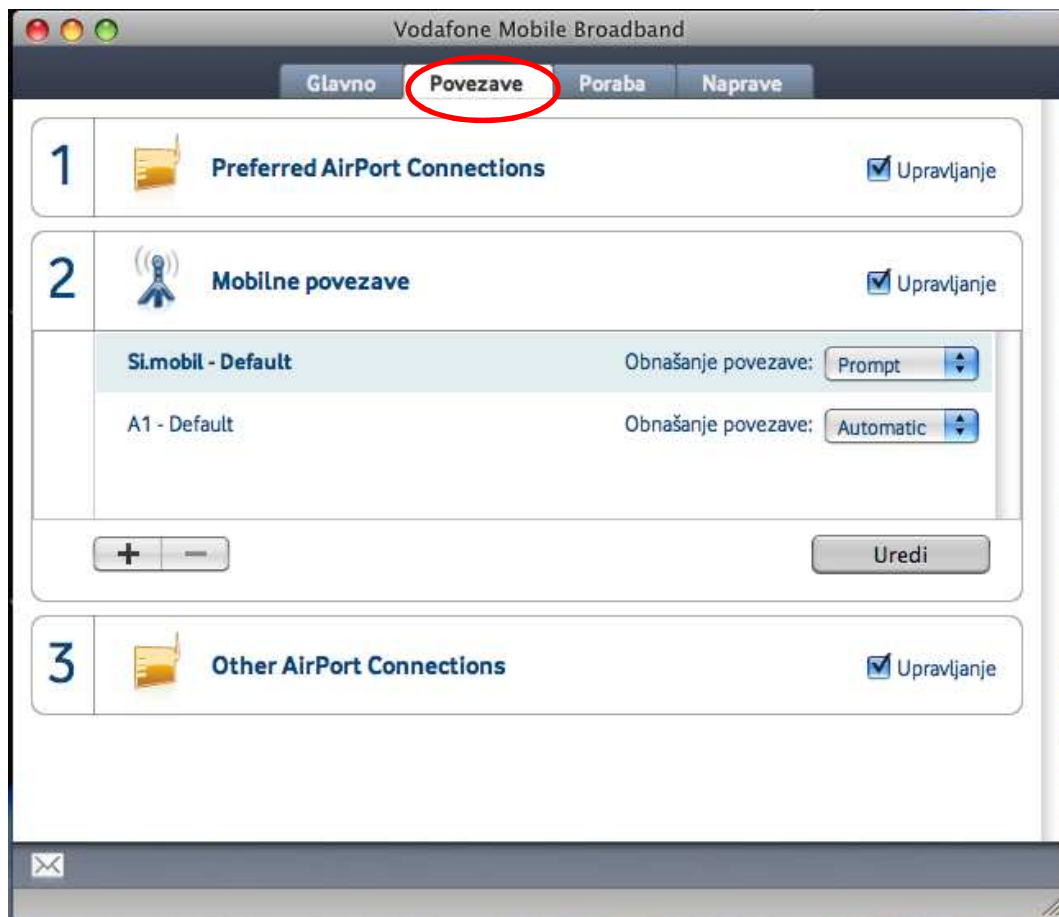 Vodafone Mobile Broadband
Glavno Povezave Poraba Naprave
1 Preferred AirPort Connections Upravljanje
2 Mobilne povezave Upravljanje
Si.mobil - Default Obnašanje povezave: Prompt
A1 - Default Obnašanje povezave: Automatic
+ − Uredi
3 Other AirPort Connections Upravljanje